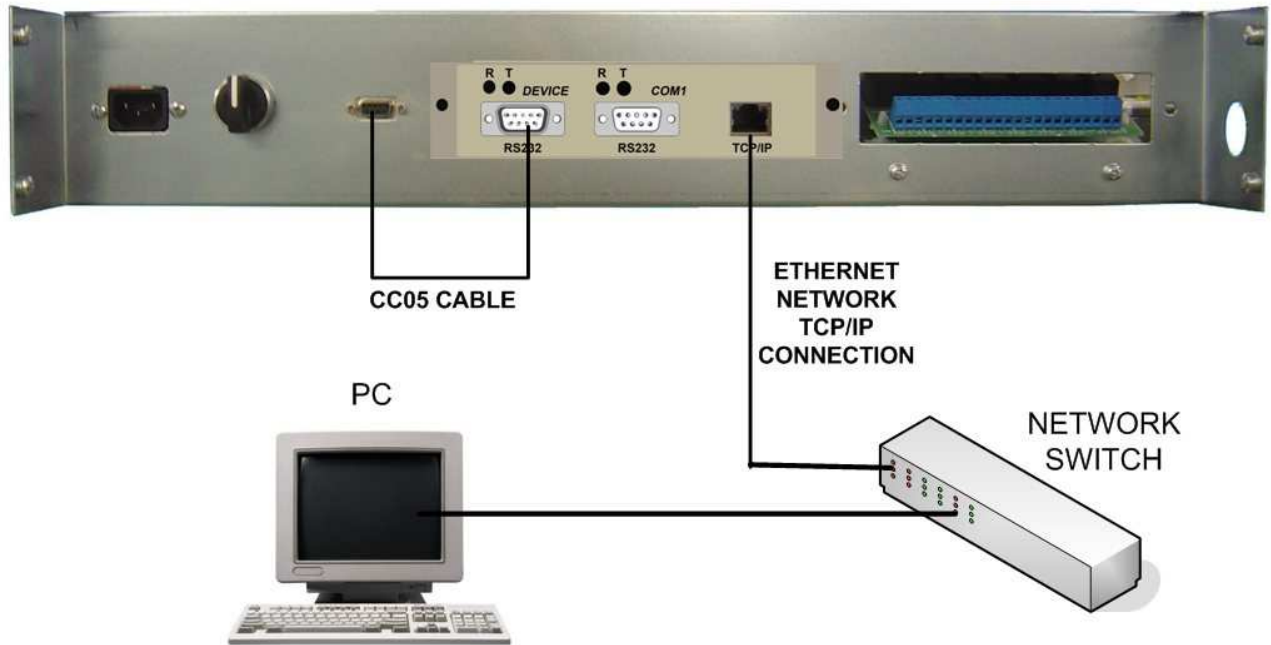 R T
DEVICE
R T
COM1
RS232
RS232
TCP/IP
CC05 CABLE
ETHERNET
NETWORK
TCP/IP
CONNECTION
PC
NETWORK
SWITCH